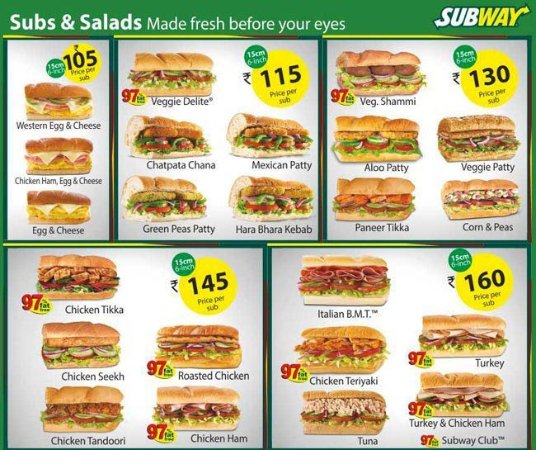 Subs & Salads Made fresh before your eyes
SUBWAY
15cm
6-inch
₹
105
Price per
sub
Western Egg & Cheese
Chicken Ham, Egg & Cheese
Egg & Cheese
97% fat free
Veggie Delite®
15cm
6-inch
₹ 115
Price per
sub
Chatpata Chana
Mexican Patty
Green Peas Patty
Hara Bhara Kebab
97% fat free
Veg. Shammi
15cm
6-inch
₹ 130
Price per
sub
Aloo Patty
Veggie Patty
Paneer Tikka
Corn & Peas
97% fat free
Chicken Tikka
15cm
6-inch
₹ 145
Price per
sub
Chicken Seekh
97% fat free
Roasted Chicken
Chicken Tandoori
97% fat free
Chicken Ham
Italian B.M.T.™
15cm
6-inch
₹ 160
Price per
sub
97% fat free
Chicken Teriyaki
97% fat free
Turkey
Tuna
97% fat free
Turkey & Chicken Ham
97% fat free Subway Club™